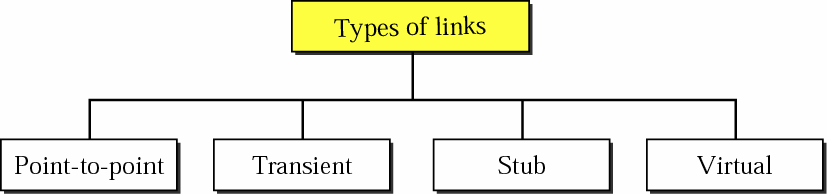 Types of links
Point-to-point
Transient
Stub
Virtual